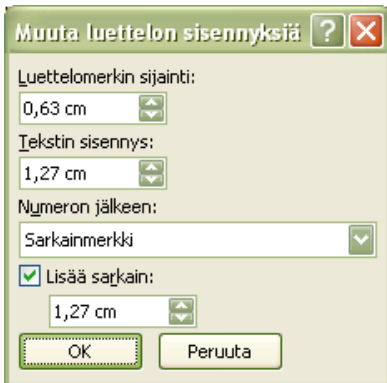 Muuta luettelon sisennyksiä
Luettelomerkin sijainti:
0,63 cm
Tekstin sisennys:
1,27 cm
Numeron jälkeen:
Sarkainmerkki
Lisää sarkain:
1,27 cm
OK Peruuta